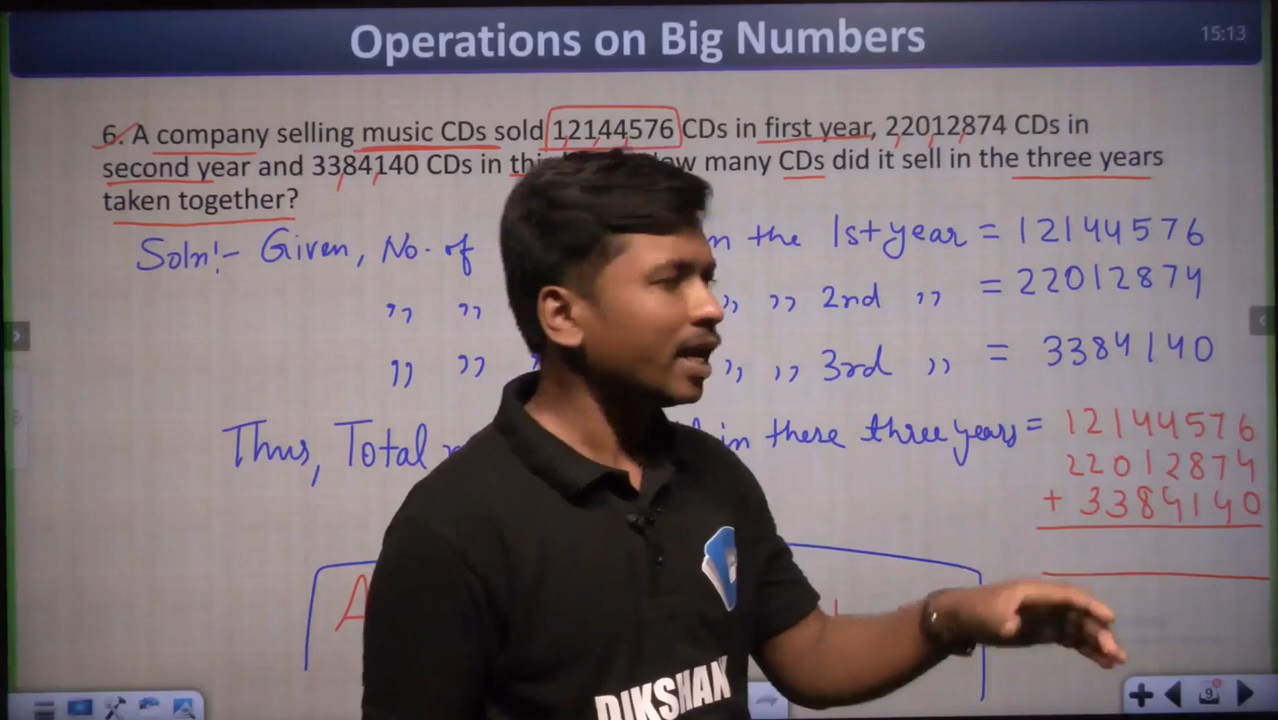 Operations on Big Numbers
15:13
6. A company selling music CDs sold 12144576 CDs in first year, 22012874 CDs in
second year and 3384140 CDs in many CDs did it sell in the three years
taken together?
Soln!- Given, No. of the 1st year = 12144576
,, ,, ,, ,, 2nd ,, = 22012874
,, ,, ,, ,, 3rd ,, = 3384140
Thus, Total in these three years = 12144576
22012874
+ 3384140
A
DIKSHAN
9